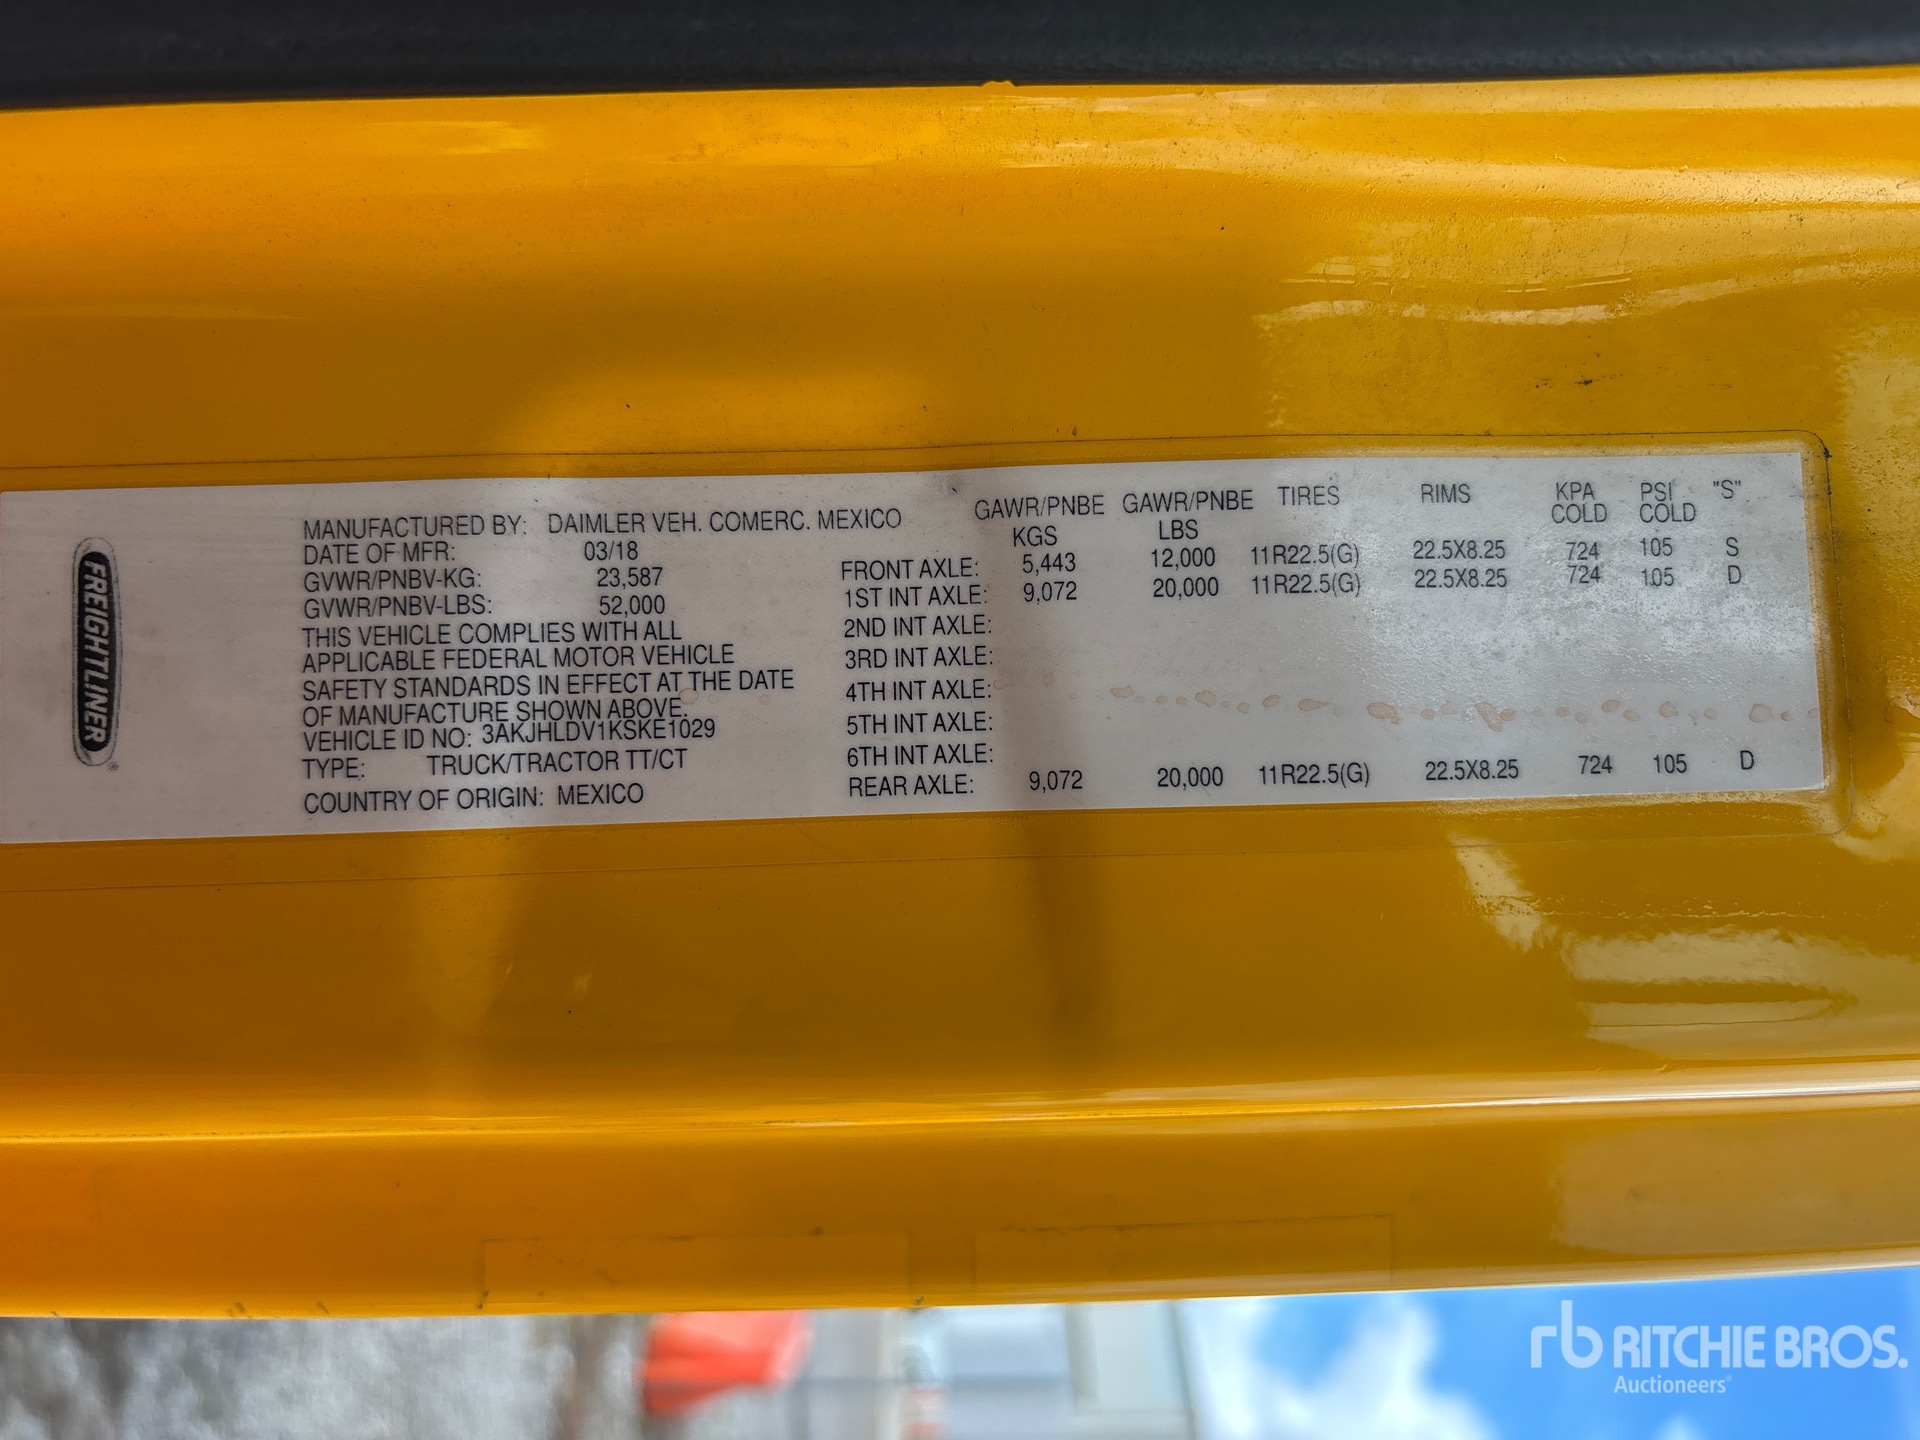 FREIGHTLINER
MANUFACTURED BY: DAIMLER VEH. COMERC. MEXICO
DATE OF MFR: 03/18
GVWR/PNBV-KG: 23,587
GVWR/PNBV-LBS: 52,000
THIS VEHICLE COMPLIES WITH ALL
APPLICABLE FEDERAL MOTOR VEHICLE
SAFETY STANDARDS IN EFFECT AT THE DATE
OF MANUFACTURE SHOWN ABOVE.
VEHICLE ID NO: 3AKJHLDV1KSKE1029
TYPE: TRUCK/TRACTOR TT/CT
COUNTRY OF ORIGIN: MEXICO
GAWR/PNBE GAWR/PNBE TIRES RIMS KPA PSI "S"
KGS LBS COLD COLD
FRONT AXLE: 5,443 12,000 11R22.5(G) 22.5X8.25 724 105 S
1ST INT AXLE: 9,072 20,000 11R22.5(G) 22.5X8.25 724 105 D
2ND INT AXLE:
3RD INT AXLE:
4TH INT AXLE:
5TH INT AXLE:
6TH INT AXLE:
REAR AXLE: 9,072 20,000 11R22.5(G) 22.5X8.25 724 105 D
rb RITCHIE BROS.
Auctioneers